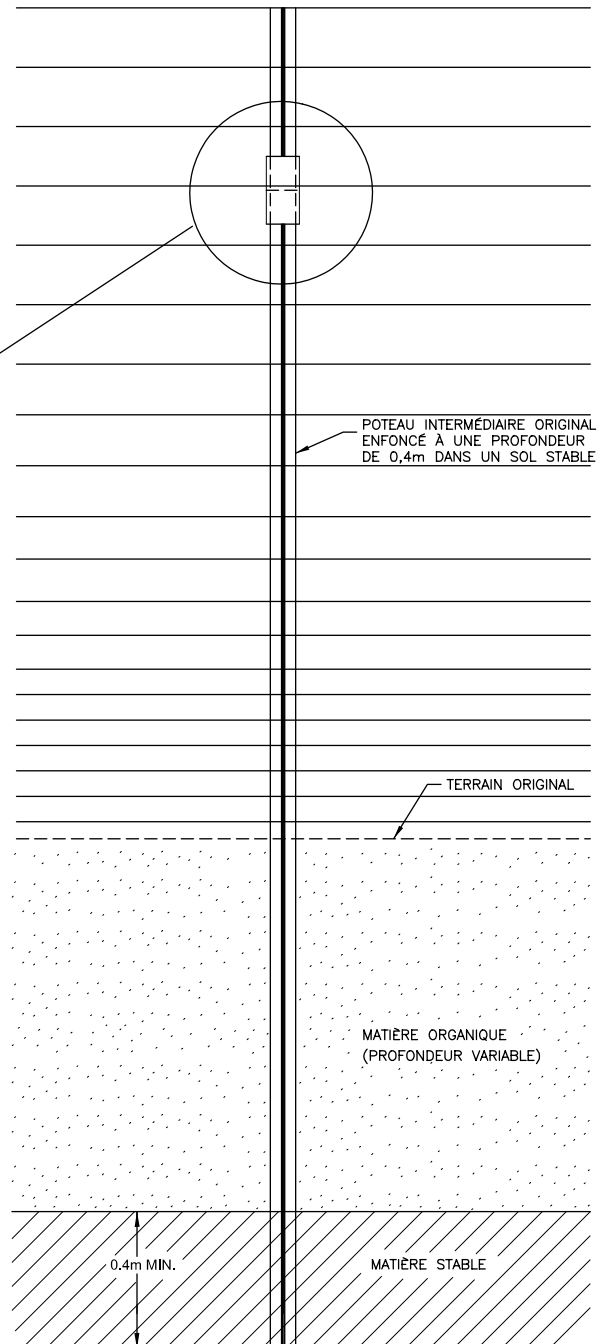 POTEAU INTERMÉDIAIRE ORIGINAL
ENFONCÉ À UNE PROFONDEUR
DE 0,4m DANS UN SOL STABLE
TERRAIN ORIGINAL
MATIÈRE ORGANIQUE
(PROFONDEUR VARIABLE)
0.4m MIN.
MATIÈRE STABLE